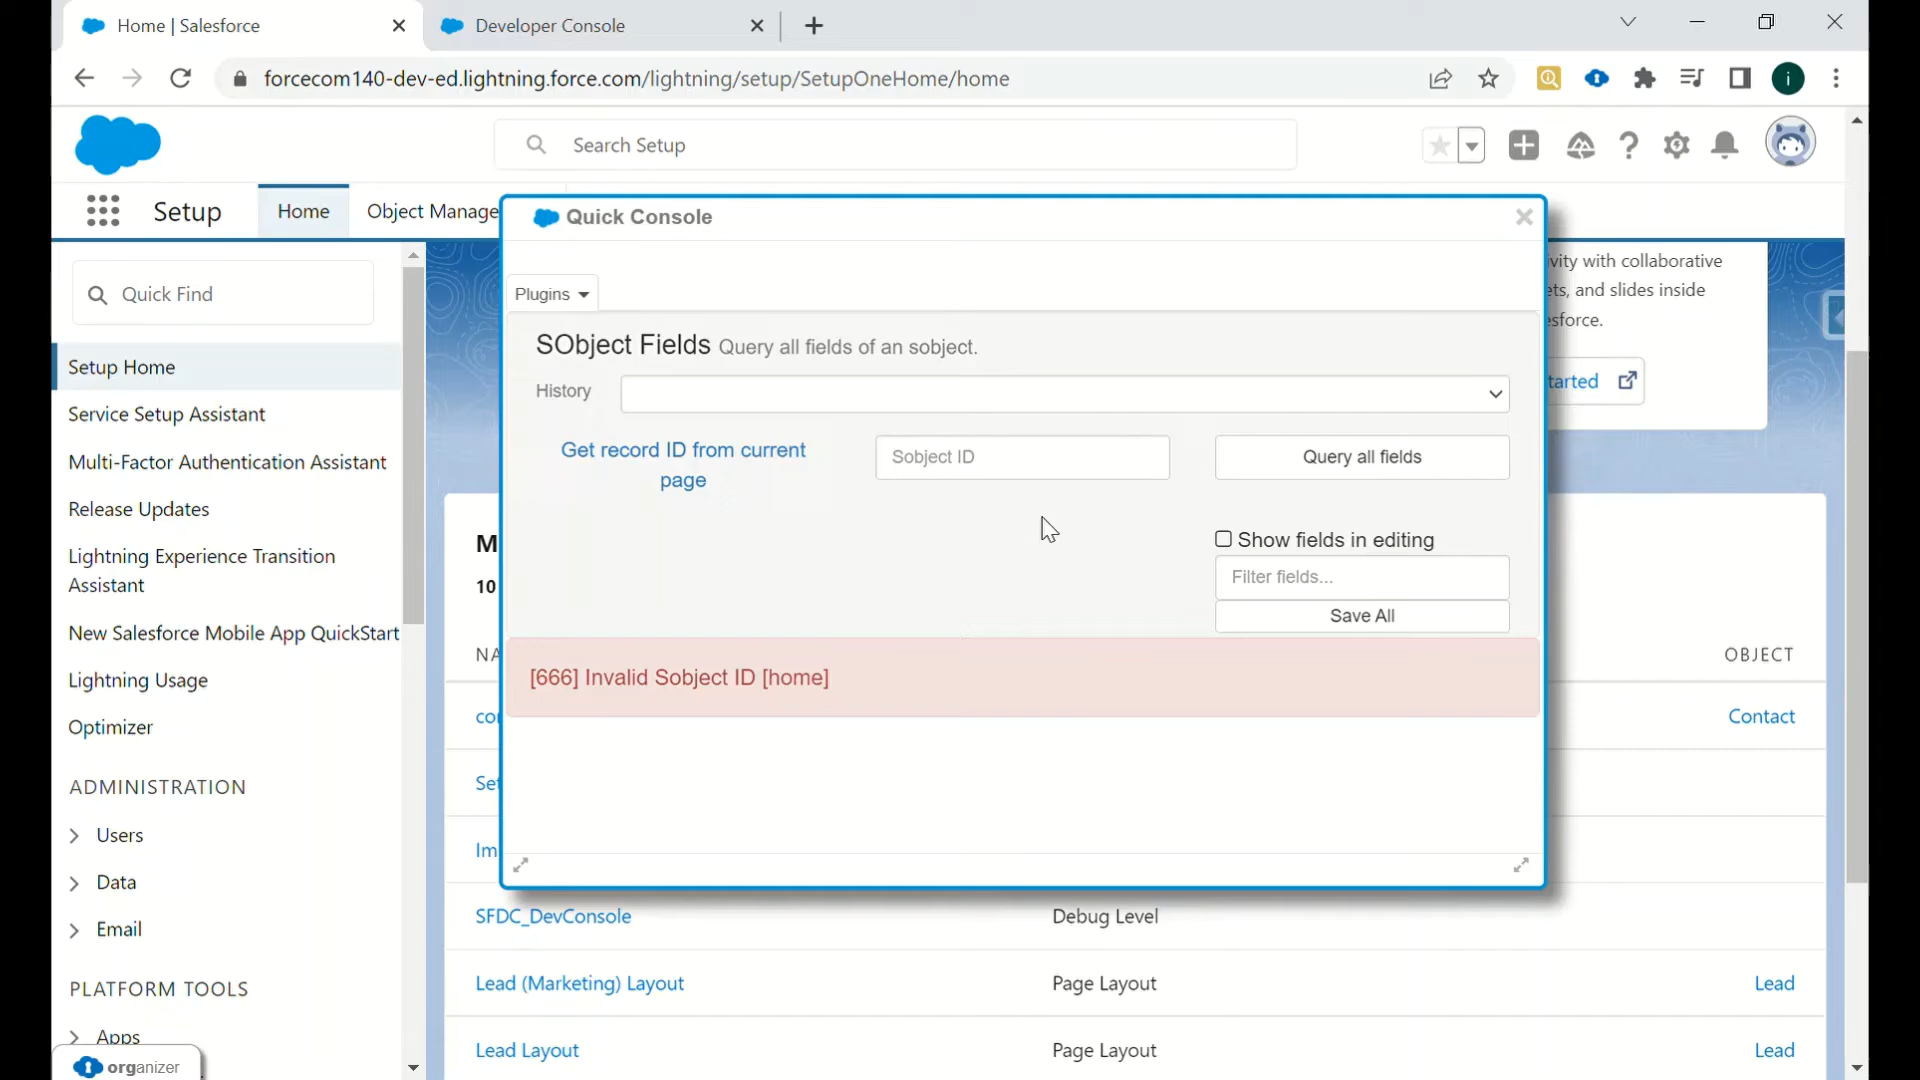 Home | Salesforce
Developer Console
forcecom140-dev-ed.lightning.force.com/lightning/setup/SetupOneHome/home
i
Search Setup
Setup
Home
Object Manage
Quick Console
Quick Find
Setup Home
Service Setup Assistant
Multi-Factor Authentication Assistant
Release Updates
Lightning Experience Transition
Assistant
New Salesforce Mobile App QuickStart
Lightning Usage
Optimizer
ADMINISTRATION
Users
Data
Email
PLATFORM TOOLS
Apps
organizer
Plugins
SObject Fields Query all fields of an sobject.
History
Get record ID from current
page
Sobject ID
Query all fields
Show fields in editing
Filter fields...
Save All
[666] Invalid Sobject ID [home]
ivity with collaborative
ets, and slides inside
esforce.
tarted
M
10
NA
OBJECT
co
Contact
Set
Im
SFDC_DevConsole
Debug Level
Lead (Marketing) Layout
Page Layout
Lead
Lead Layout
Page Layout
Lead